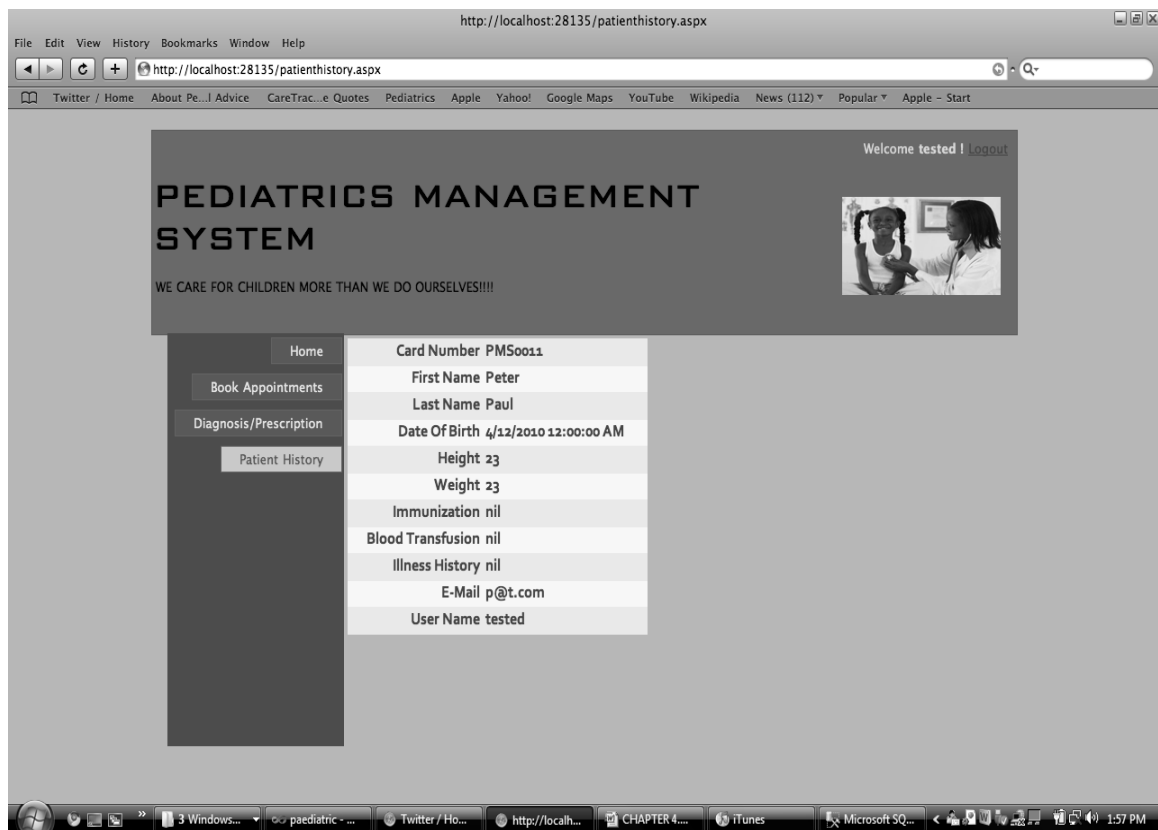 http://localhost:28135/patienthistory.aspx
File Edit View History Bookmarks Window Help
http://localhost:28135/patienthistory.aspx
Twitter / Home About Pe...l Advice CareTrac...e Quotes Pediatrics Apple Yahoo! Google Maps YouTube Wikipedia News (112) Popular Apple – Start
Welcome tested ! Logout
PEDIATRICS MANAGEMENT
SYSTEM
WE CARE FOR CHILDREN MORE THAN WE DO OURSELVES!!!!
Home
Book Appointments
Diagnosis/Prescription
Patient History
Card Number PMS0011
First Name Peter
Last Name Paul
Date Of Birth 4/12/2010 12:00:00 AM
Height 23
Weight 23
Immunization nil
Blood Transfusion nil
Illness History nil
E-Mail p@t.com
User Name tested
3 Windows... paediatric - ... Twitter / Ho... http://localh... CHAPTER 4.... iTunes Microsoft SQ... 1:57 PM